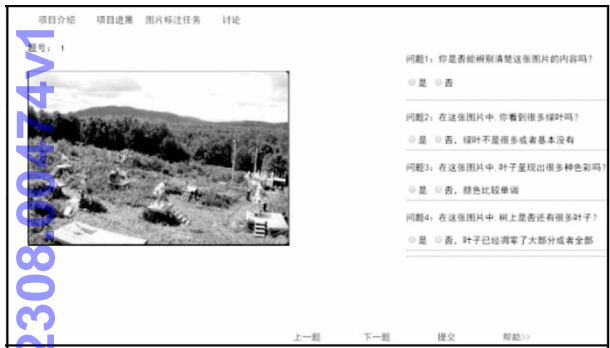 项目介绍 项目进展 图片标注任务 讨论
题号： 1
问题1：你是否能辨别清楚这张图片的内容吗？
是 否
问题2：在这张图片中，你看到很多绿叶吗？
是 否，绿叶不是很多或者基本没有
问题3：在这张图片中，叶子呈现出很多种色彩吗？
是 否，颜色比较单调
问题4：在这张图片中，树上是否还有很多叶子？
是 否，叶子已经凋零了大部分或者全部
上一题 下一题 提交 帮助>>
2308.00474v1